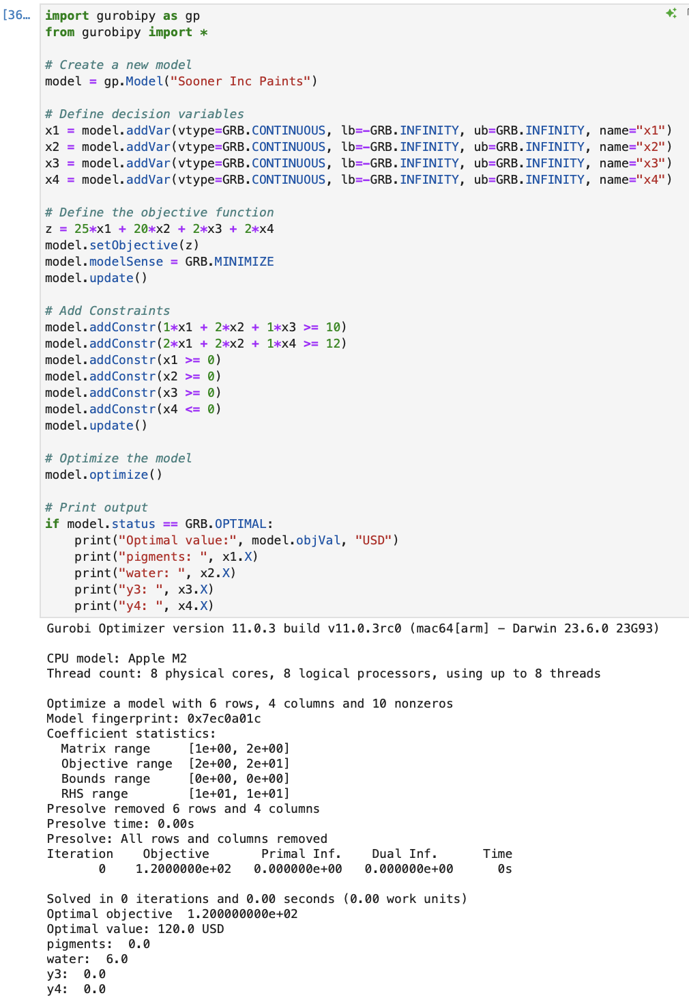 [36…
import gurobipy as gp
from gurobipy import *
# Create a new model
model = gp.Model("Sooner Inc Paints")
# Define decision variables
x1 = model.addVar(vtype=GRB.CONTINUOUS, lb=-GRB.INFINITY, ub=GRB.INFINITY, name="x1")
x2 = model.addVar(vtype=GRB.CONTINUOUS, lb=-GRB.INFINITY, ub=GRB.INFINITY, name="x2")
x3 = model.addVar(vtype=GRB.CONTINUOUS, lb=-GRB.INFINITY, ub=GRB.INFINITY, name="x3")
x4 = model.addVar(vtype=GRB.CONTINUOUS, lb=-GRB.INFINITY, ub=GRB.INFINITY, name="x4")
# Define the objective function
z = 25*x1 + 20*x2 + 2*x3 + 2*x4
model.setObjective(z)
model.modelSense = GRB.MINIMIZE
model.update()
# Add Constraints
model.addConstr(1*x1 + 2*x2 + 1*x3 >= 10)
model.addConstr(2*x1 + 2*x2 + 1*x4 >= 12)
model.addConstr(x1 >= 0)
model.addConstr(x2 >= 0)
model.addConstr(x3 >= 0)
model.addConstr(x4 <= 0)
model.update()
# Optimize the model
model.optimize()
# Print output
if model.status == GRB.OPTIMAL:
    print("Optimal value:", model.objVal, "USD")
    print("pigments: ", x1.X)
    print("water: ", x2.X)
    print("y3: ", x3.X)
    print("y4: ", x4.X)
Gurobi Optimizer version 11.0.3 build v11.0.3rc0 (mac64[arm] - Darwin 23.6.0 23G93)
CPU model: Apple M2
Thread count: 8 physical cores, 8 logical processors, using up to 8 threads
Optimize a model with 6 rows, 4 columns and 10 nonzeros
Model fingerprint: 0x7ec0a01c
Coefficient statistics:
  Matrix range     [1e+00, 2e+00]
  Objective range  [2e+00, 2e+01]
  Bounds range     [0e+00, 0e+00]
  RHS range        [1e+01, 1e+01]
Presolve removed 6 rows and 4 columns
Presolve time: 0.00s
Presolve: All rows and columns removed
Iteration    Objective       Primal Inf.    Dual Inf.      Time
       0    1.2000000e+02   0.000000e+00   0.000000e+00      0s
Solved in 0 iterations and 0.00 seconds (0.00 work units)
Optimal objective  1.200000000e+02
Optimal value: 120.0 USD
pigments:  0.0
water:  6.0
y3:  0.0
y4:  0.0